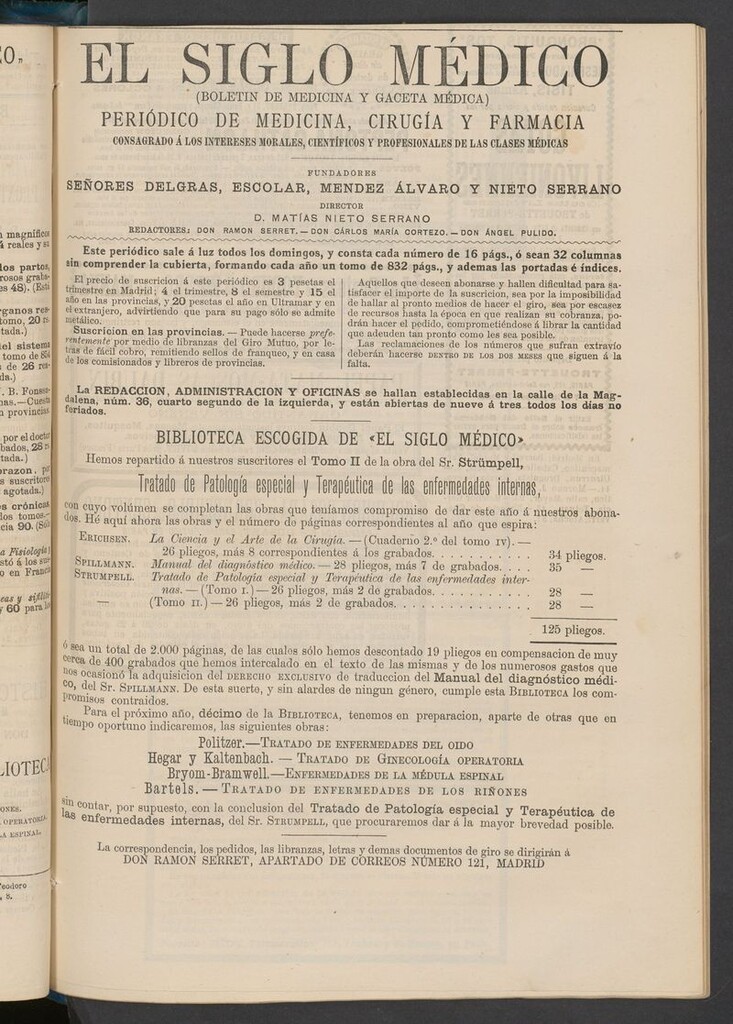 EL SIGLO MÉDICO
(BOLETIN DE MEDICINA Y GACETA MÉDICA)
PERIÓDICO DE MEDICINA, CIRUGÍA Y FARMACIA
CONSAGRADO Á LOS INTERESES MORALES, CIENTÍFICOS Y PROFESIONALES DE LAS CLASES MÉDICAS
FUNDADORES
SEÑORES DELGRAS, ESCOLAR, MENDEZ ÁLVARO Y NIETO SERRANO
DIRECTOR
D. MATÍAS NIETO SERRANO
REDACTORES: DON RAMON SERRET.—DON CÁRLOS MARÍA CORTEZO.—DON ÁNGEL PULIDO.
Este periódico sale á luz todos los domingos, y consta cada número de 16 págs., ó sean 32 columnas
sin comprender la cubierta, formando cada año un tomo de 832 págs., y ademas las portadas é índices.
El precio de suscricion á este periódico es 3 pesetas el
trimestre en Madrid; 4 el trimestre, 8 el semestre y 15 el
año en las provincias, y 20 pesetas el año en Ultramar y en
el extranjero, advirtiendo que para su pago sólo se admite
metálico.
Suscricion en las provincias.—Puede hacerse prefe-
rentemente por medio de libranzas del Giro Mutuo, por le-
tras de fácil cobro, remitiendo sellos de franqueo, y en casa
de los comisionados y libreros de provincias.
Aquellos que deseen abonarse y hallen dificultad para sa-
tisfacer el importe de la suscricion, sea por la imposibilidad
de hallar al pronto medios de hacer el giro, sea por escasez
de recursos hasta la época en que realizan su cobranza, po-
drán hacer el pedido, comprometiéndose á librar la cantidad
que adeuden tan pronto como les sea posible.
Las reclamaciones de los números que sufran extravío
deberán hacerse DENTRO DE LOS DOS MESES que siguen á la
falta.
La REDACCION, ADMINISTRACION Y OFICINAS se hallan establecidas en la calle de la Mag-
dalena, núm. 36, cuarto segundo de la izquierda, y están abiertas de nueve á tres todos los dias no
feriados.
BIBLIOTECA ESCOGIDA DE «EL SIGLO MÉDICO»
Hemos repartido á nuestros suscritores el Tomo II de la obra del Sr. Strümpell,
Tratado de Patología especial y Terapéutica de las enfermedades internas,
con cuyo volúmen se completan las obras que teníamos compromiso de dar este año á nuestros abona-
dos. Hé aquí ahora las obras y el número de páginas correspondientes al año que espira:
ERICHSEN. La Ciencia y el Arte de la Cirugía.—(Cuaderno 2.º del tomo IV).—
26 pliegos, más 8 correspondientes á los grabados. . . . . . . . . . . 34 pliegos.
SPILLMANN. Manual del diagnóstico médico.—28 pliegos, más 7 de grabados. . . . 35 —
STRUMPELL. Tratado de Patología especial y Terapéutica de las enfermedades inter-
nas.—(Tomo I.)—26 pliegos, más 2 de grabados. . . . . . . . . . . 28 —
— (Tomo II.)—26 pliegos, más 2 de grabados. . . . . . . . . . . . . 28 —
125 pliegos.
ó sea un total de 2.000 páginas, de las cuales sólo hemos descontado 19 pliegos en compensacion de muy
cerca de 400 grabados que hemos intercalado en el texto de las mismas y de los numerosos gastos que
nos ocasionó la adquisicion del DERECHO EXCLUSIVO de traduccion del Manual del diagnóstico médi-
co, del Sr. SPILLMANN. De esta suerte, y sin alardes de ningun género, cumple esta BIBLIOTECA los com-
promisos contraidos.
Para el próximo año, décimo de la BIBLIOTECA, tenemos en preparacion, aparte de otras que en
tiempo oportuno indicaremos, las siguientes obras:
Politzer.—TRATADO DE ENFERMEDADES DEL OIDO
Hegar y Kaltenbach.—TRATADO DE GINECOLOGÍA OPERATORIA
Bryom-Bramwell.—ENFERMEDADES DE LA MÉDULA ESPINAL
Bartels.—TRATADO DE ENFERMEDADES DE LOS RIÑONES
sin contar, por supuesto, con la conclusion del Tratado de Patología especial y Terapéutica de
las enfermedades internas, del Sr. STRUMPELL, que procuraremos dar á la mayor brevedad posible.
La correspondencia, los pedidos, las libranzas, letras y demas documentos de giro se dirigirán á
DON RAMON SERRET, APARTADO DE CORREOS NÚMERO 121, MADRID